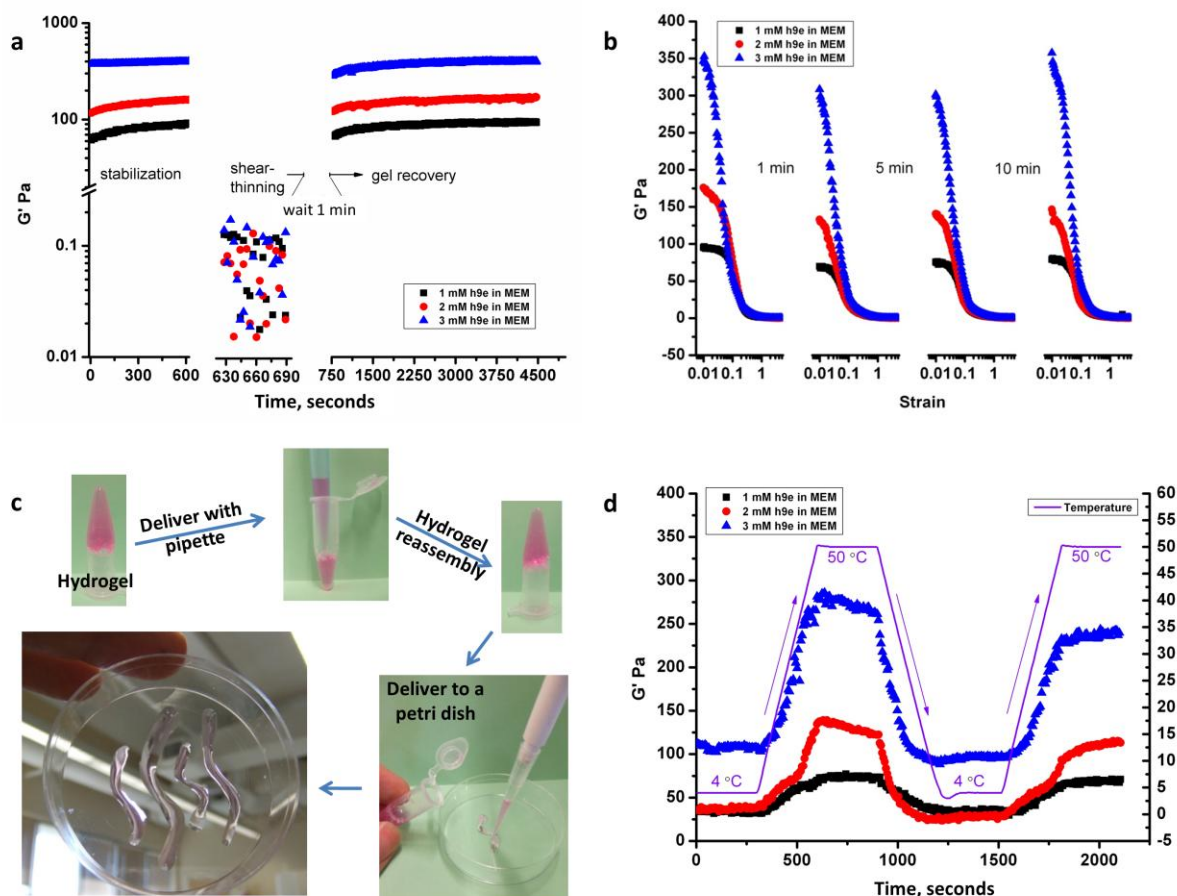 a
1000
100
0.1
0.01
G' Pa
stabilization
shear-
thinning
wait 1 min
gel recovery
1 mM h9e in MEM
2 mM h9e in MEM
3 mM h9e in MEM
0 300 600 630 660 690 750 1500 2250 3000 3750 4500
Time, seconds
b
1 mM h9e in MEM
2 mM h9e in MEM
3 mM h9e in MEM
400
350
300
250
200
150
100
50
0
-50
G' Pa
1 min 5 min 10 min
0.01 0.1 1 0.01 0.1 1 0.01 0.1 1 0.01 0.1 1
Strain
c
Hydrogel
Deliver with
pipette
Hydrogel
reassembly
Deliver to a
petri dish
d
1 mM h9e in MEM
2 mM h9e in MEM
3 mM h9e in MEM
Temperature
400
350
300
250
200
150
100
50
0
G' Pa
50 °C
50 °C
4 °C
4 °C
60
55
50
45
40
35
30
25
20
15
10
5
0
-5
0 500 1000 1500 2000
Time, seconds